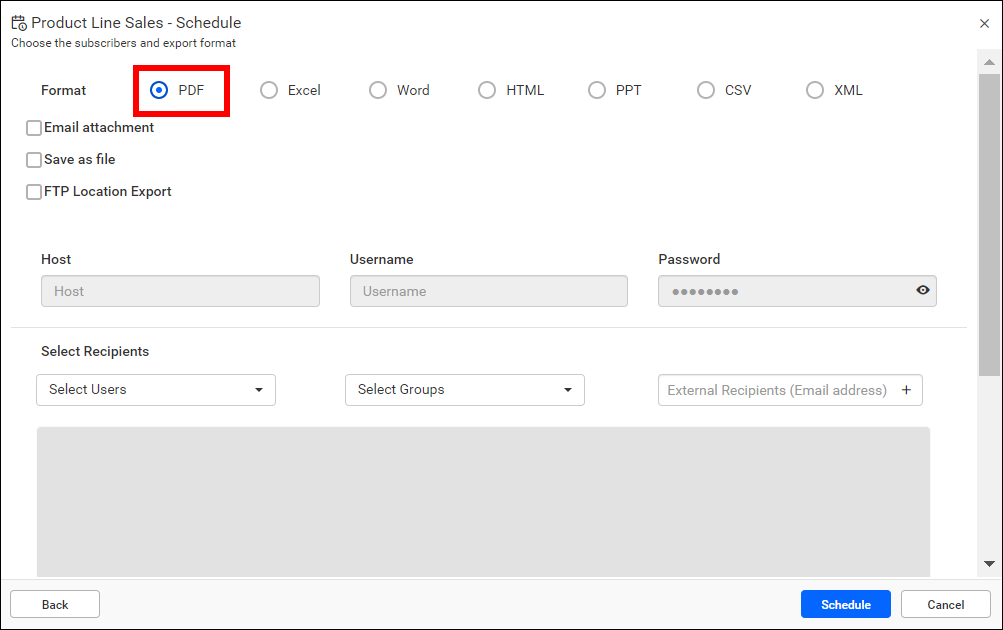 Product Line Sales - Schedule
Choose the subscribers and export format
Format PDF Excel Word HTML PPT CSV XML
Email attachment
Save as file
FTP Location Export
Host Username Password
Host Username ●●●●●●●●
Select Recipients
Select Users Select Groups External Recipients (Email address) +
Back Schedule Cancel